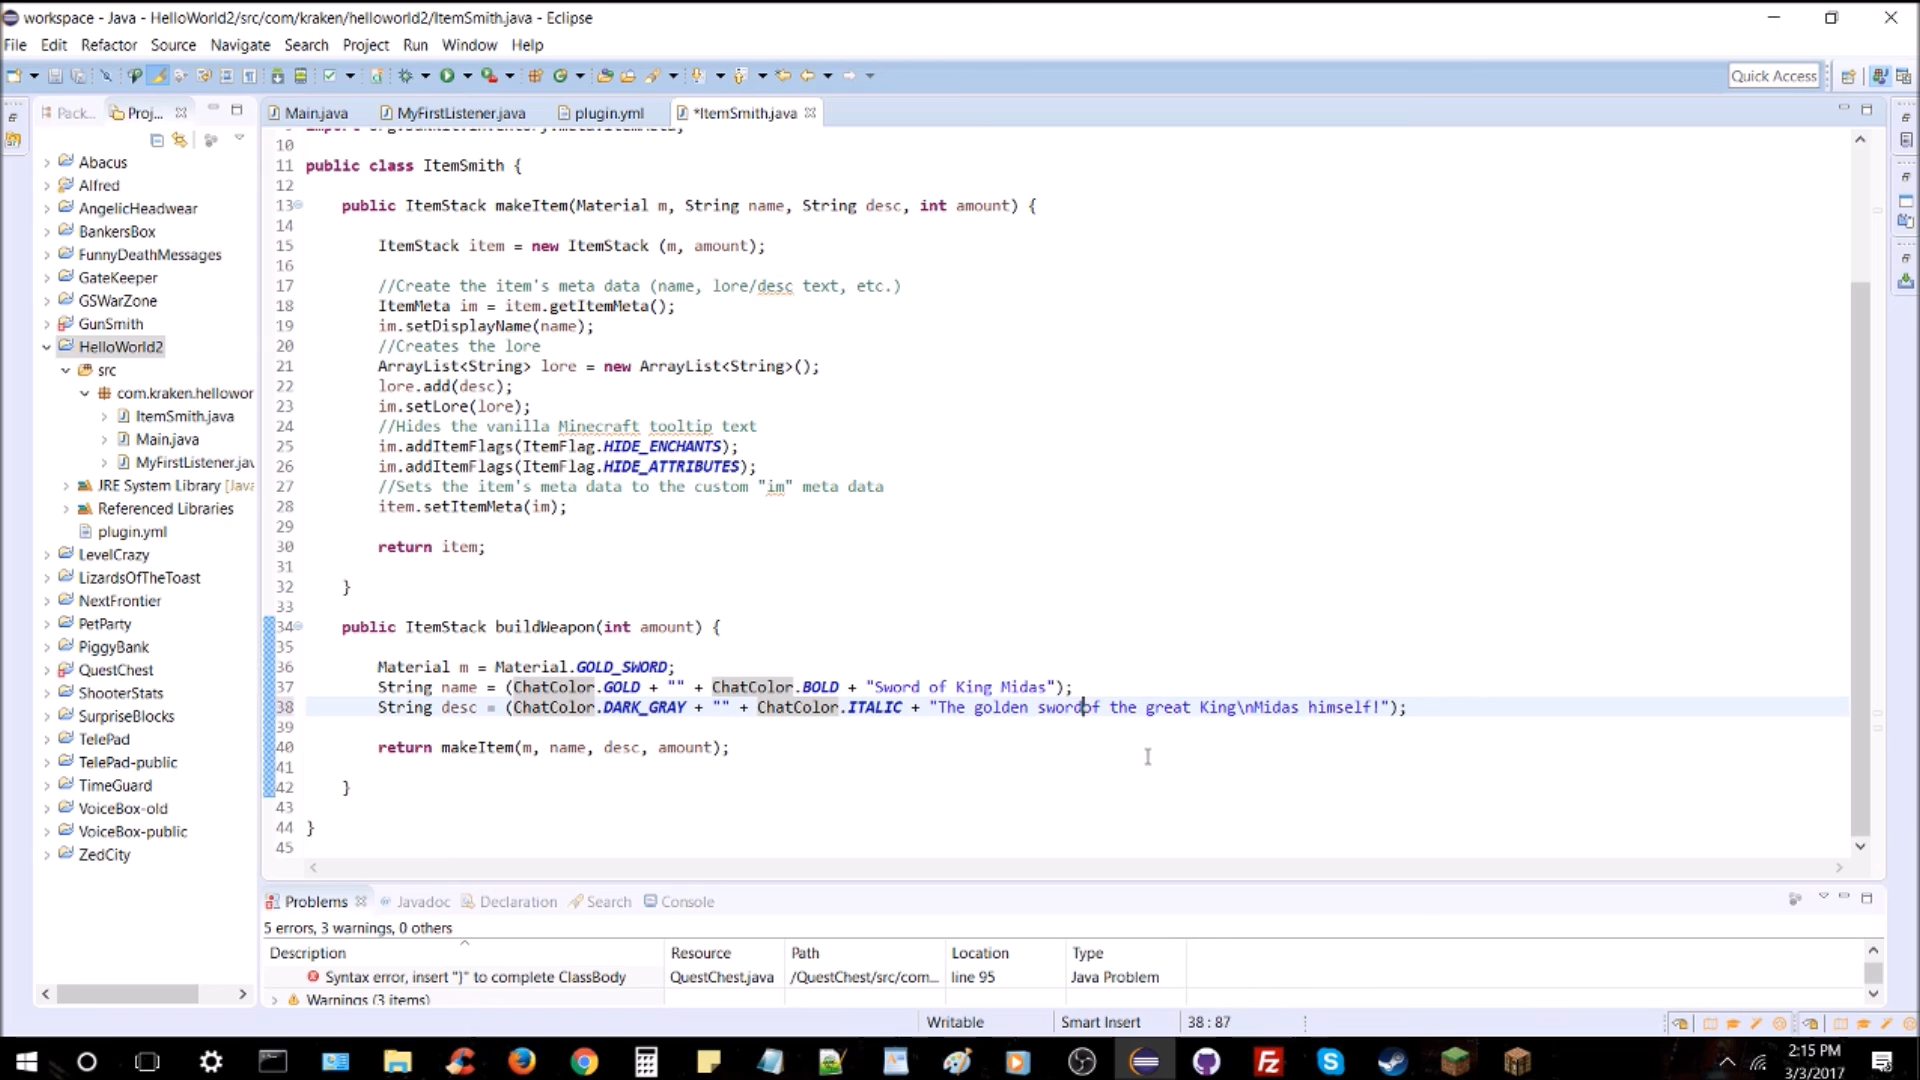 workspace - Java - HelloWorld2/src/com/kraken/helloworld2/ItemSmith.java - Eclipse
File Edit Refactor Source Navigate Search Project Run Window Help
Quick Access
Pack... Proj...
Main.java MyFirstListener.java plugin.yml *ItemSmith.java
Abacus
Alfred
AngelicHeadwear
BankersBox
FunnyDeathMessages
GateKeeper
GSWarZone
GunSmith
HelloWorld2
src
com.kraken.hellowor
ItemSmith.java
Main.java
MyFirstListener.jav
JRE System Library [Java
Referenced Libraries
plugin.yml
LevelCrazy
LizardsOfTheToast
NextFrontier
PetParty
PiggyBank
QuestChest
ShooterStats
SurpriseBlocks
TelePad
TelePad-public
TimeGuard
VoiceBox-old
VoiceBox-public
ZedCity
10
11 public class ItemSmith {
12
13 public ItemStack makeItem(Material m, String name, String desc, int amount) {
14
15 ItemStack item = new ItemStack (m, amount);
16
17 //Create the item's meta data (name, lore/desc text, etc.)
18 ItemMeta im = item.getItemMeta();
19 im.setDisplayName(name);
20 //Creates the lore
21 ArrayList<String> lore = new ArrayList<String>();
22 lore.add(desc);
23 im.setLore(lore);
24 //Hides the vanilla Minecraft tooltip text
25 im.addItemFlags(ItemFlag.HIDE_ENCHANTS);
26 im.addItemFlags(ItemFlag.HIDE_ATTRIBUTES);
27 //Sets the item's meta data to the custom "im" meta data
28 item.setItemMeta(im);
29
30 return item;
31
32 }
33
34 public ItemStack buildWeapon(int amount) {
35
36 Material m = Material.GOLD_SWORD;
37 String name = (ChatColor.GOLD + "" + ChatColor.BOLD + "Sword of King Midas");
38 String desc = (ChatColor.DARK_GRAY + "" + ChatColor.ITALIC + "The golden swordof the great King\nMidas himself!");
39
40 return makeItem(m, name, desc, amount);
41
42 }
43
44 }
45
Problems Javadoc Declaration Search Console
5 errors, 3 warnings, 0 others
Description Resource Path Location Type
Syntax error, insert "}" to complete ClassBody QuestChest.java /QuestChest/src/com... line 95 Java Problem
Warnings (3 items)
Writable Smart Insert 38 : 87
2:15 PM
3/3/2017